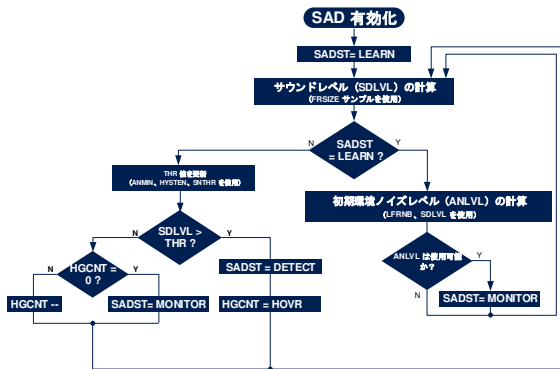 SAD 有効化
SADST= LEARN
サウンドレベル（SDLVL）の計算
（FRSIZE サンプルを使用）
SADST
= LEARN ?
N
Y
THR 値を更新
（ANMIN、HYSTEN、SNTHR を使用）
初期環境ノイズレベル（ANLVL）の計算
（LFRNB、SDLVL を使用）
SDLVL >
THR ?
N
Y
ANLVL は使用可能
か？
Y
N
HGCNT =
0 ?
N
Y
SADST = DETECT
HGCNT = HOVR
HGCNT --
SADST= MONITOR
SADST= MONITOR